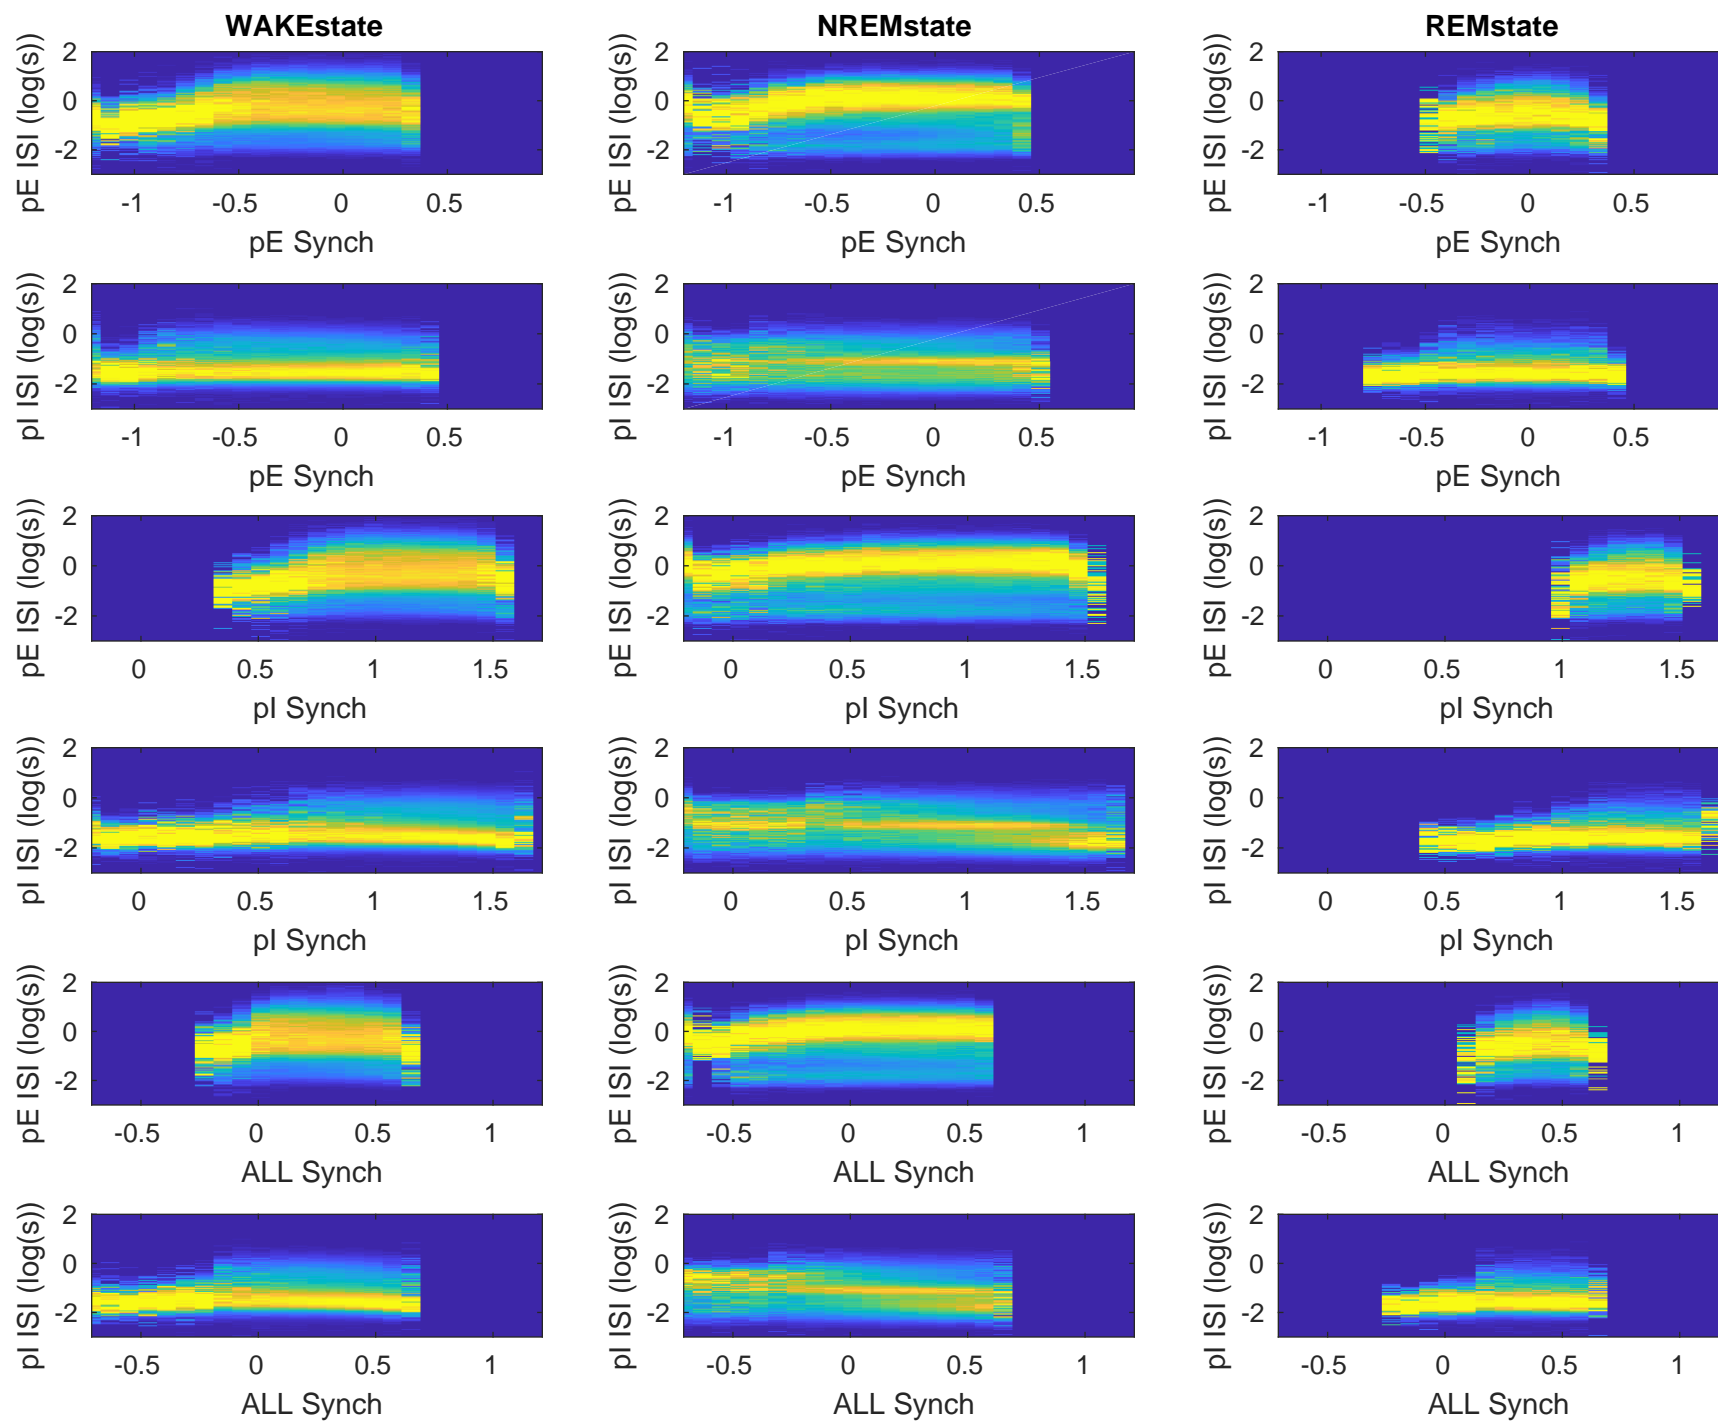 WAKEstate NREMstate REMstate
pE ISI (log(s)) 2 0 -2 pE ISI (log(s)) 2 0 -2 pE ISI (log(s)) 2 0 -2
-1 -0.5 0 0.5 -1 -0.5 0 0.5 -1 -0.5 0 0.5
pE Synch pE Synch pE Synch
pI ISI (log(s)) 2 0 -2 pI ISI (log(s)) 2 0 -2 pI ISI (log(s)) 2 0 -2
-1 -0.5 0 0.5 -1 -0.5 0 0.5 -1 -0.5 0 0.5
pE Synch pE Synch pE Synch
pE ISI (log(s)) 2 0 -2 pE ISI (log(s)) 2 0 -2 pE ISI (log(s)) 2 0 -2
0 0.5 1 1.5 0 0.5 1 1.5 0 0.5 1 1.5
pI Synch pI Synch pI Synch
pI ISI (log(s)) 2 0 -2 pI ISI (log(s)) 2 0 -2 pI ISI (log(s)) 2 0 -2
0 0.5 1 1.5 0 0.5 1 1.5 0 0.5 1 1.5
pI Synch pI Synch pI Synch
pE ISI (log(s)) 2 0 -2 pE ISI (log(s)) 2 0 -2 pE ISI (log(s)) 2 0 -2
-0.5 0 0.5 1 -0.5 0 0.5 1 -0.5 0 0.5 1
ALL Synch ALL Synch ALL Synch
pI ISI (log(s)) 2 0 -2 pI ISI (log(s)) 2 0 -2 pI ISI (log(s)) 2 0 -2
-0.5 0 0.5 1 -0.5 0 0.5 1 -0.5 0 0.5 1
ALL Synch ALL Synch ALL Synch